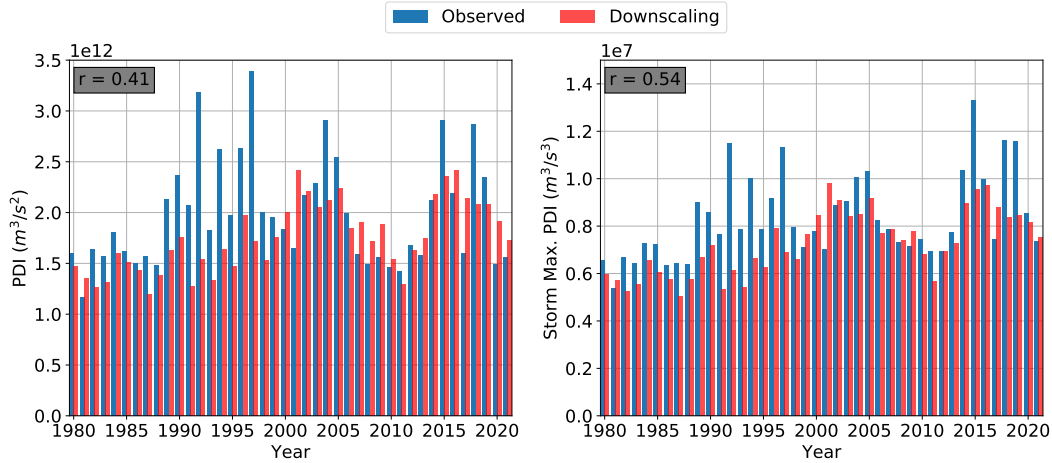 Observed Downscaling
1e12
r = 0.41
3.5
3.0
2.5
2.0
1.5
1.0
0.5
0.0
PDI (m³/s²)
1980 1985 1990 1995 2000 2005 2010 2015 2020
Year
1e7
r = 0.54
1.4
1.2
1.0
0.8
0.6
0.4
0.2
0.0
Storm Max. PDI (m³/s³)
1980 1985 1990 1995 2000 2005 2010 2015 2020
Year